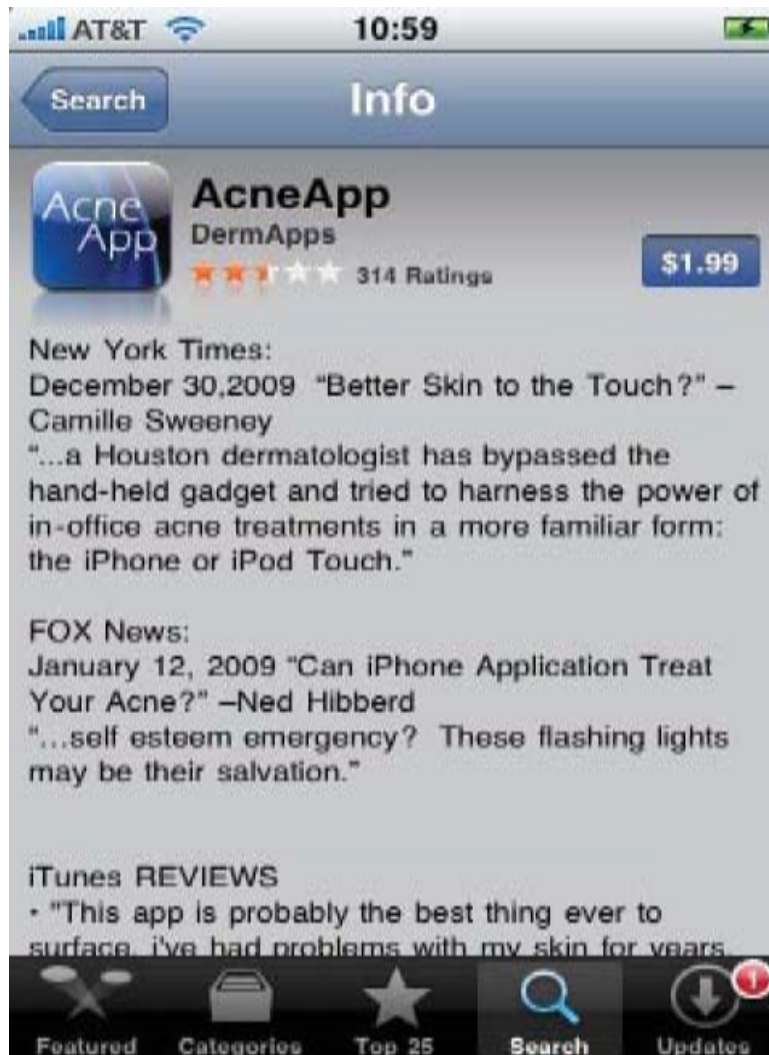 AT&T 10:59
Search Info
Acne
App
AcneApp
DermApps
314 Ratings
$1.99
New York Times:
December 30,2009 "Better Skin to the Touch?" –
Camille Sweeney
"...a Houston dermatologist has bypassed the
hand-held gadget and tried to harness the power of
in-office acne treatments in a more familiar form:
the iPhone or iPod Touch."
FOX News:
January 12, 2009 "Can iPhone Application Treat
Your Acne?" –Ned Hibberd
"...self esteem emergency? These flashing lights
may be their salvation."
iTunes REVIEWS
· "This app is probably the best thing ever to
surface. i've had problems with my skin for years.
1
Featured Categories Top 25 Search Updates